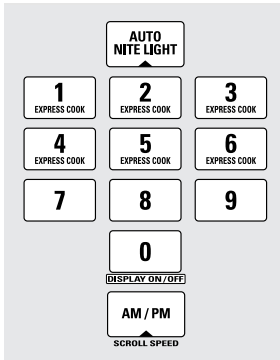 AUTO
NITE LIGHT
1 2 3
EXPRESS COOK EXPRESS COOK EXPRESS COOK
4 5 6
EXPRESS COOK EXPRESS COOK EXPRESS COOK
7 8 9
0
DISPLAY ON/OFF
AM / PM
SCROLL SPEED